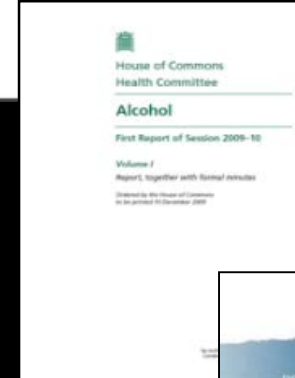 House of Commons
Health Committee
Alcohol
First Report of Session 2009–10
Volume I
Report, together with formal minutes
Ordered by the House of Commons
to be printed 10 December 2009